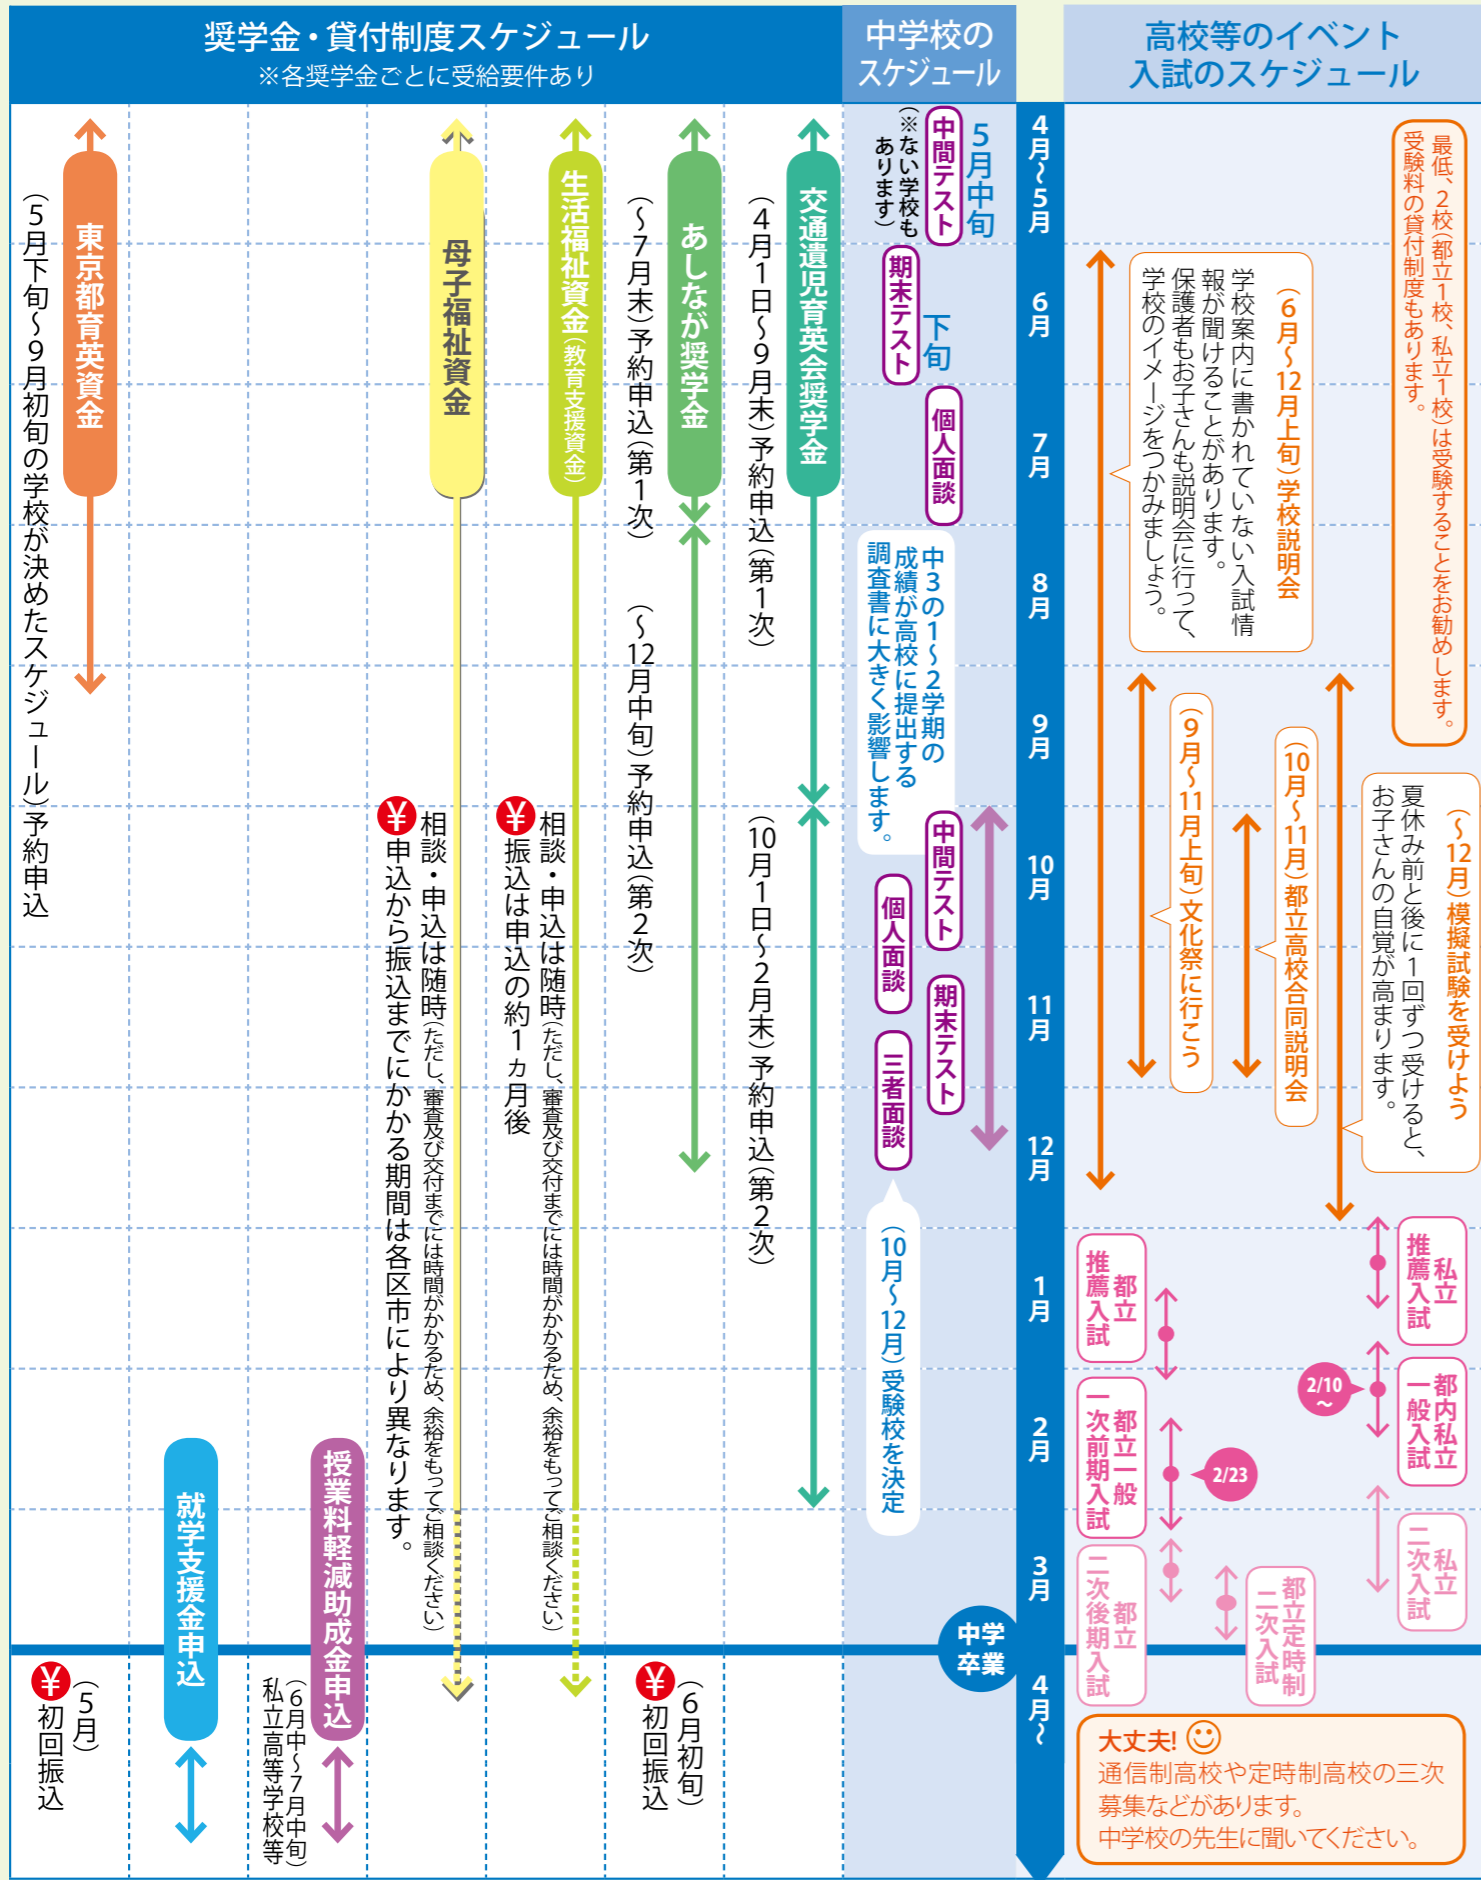 奨学金・貸付制度スケジュール
※各奨学金ごとに受給要件あり
中学校の
スケジュール
高校等のイベント
入試のスケジュール
4月〜5月
6月
7月
8月
9月
10月
11月
12月
1月
2月
3月
4月〜
中学
卒業
最低、2校(都立1校、私立1校)は受験することをお勧めします。
受験料の貸付制度もあります。
(6月〜12月上旬)学校説明会
学校案内に書かれていない入試情
報が聞けることがあります。
保護者もお子さんも説明会に行って、
学校のイメージをつかみましょう。
(〜12月)模擬試験を受けよう
夏休み前と後に1回ずつ受けると、
お子さんの自覚が高まります。
(10月〜11月)都立高校合同説明会
(9月〜11月上旬)文化祭に行こう
私立
推薦入試
都立
推薦入試
都内私立
一般入試
2/10
〜
都立一般
一次前期入試
2/23
私立
二次入試
都立定時制
二次入試
都立
二次後期入試
大丈夫!
通信制高校や定時制高校の三次
募集などがあります。
中学校の先生に聞いてください。
5月中旬
中間テスト
(※ない学校も
あります)
下旬
期末テスト
個人面談
中3の1〜2学期の
成績が高校に提出する
調査書に大きく影響します。
中間テスト
個人面談
期末テスト
三者面談
(10月〜12月)受験校を決定
交通遺児育英会奨学金
(4月1日〜9月末)予約申込(第1次)
(10月1日〜2月末)予約申込(第2次)
あしなが奨学金
(〜7月末)予約申込(第1次)
(〜12月中旬)予約申込(第2次)
(6月初旬)
¥初回振込
生活福祉資金(教育支援資金)
相談・申込は随時(ただし、審査及び交付までには時間がかかるため、余裕をもってご相談ください)
¥振込は申込の約1ヵ月後
母子福祉資金
相談・申込は随時(ただし、審査及び交付までには時間がかかるため、余裕をもってご相談ください)
¥申込から振込までにかかる期間は各区市により異なります。
授業料軽減助成金申込
(6月中〜7月中旬)
私立高等学校等
就学支援金申込
東京都育英資金
(5月下旬〜9月初旬の学校が決めたスケジュール)予約申込
(5月)
¥初回振込